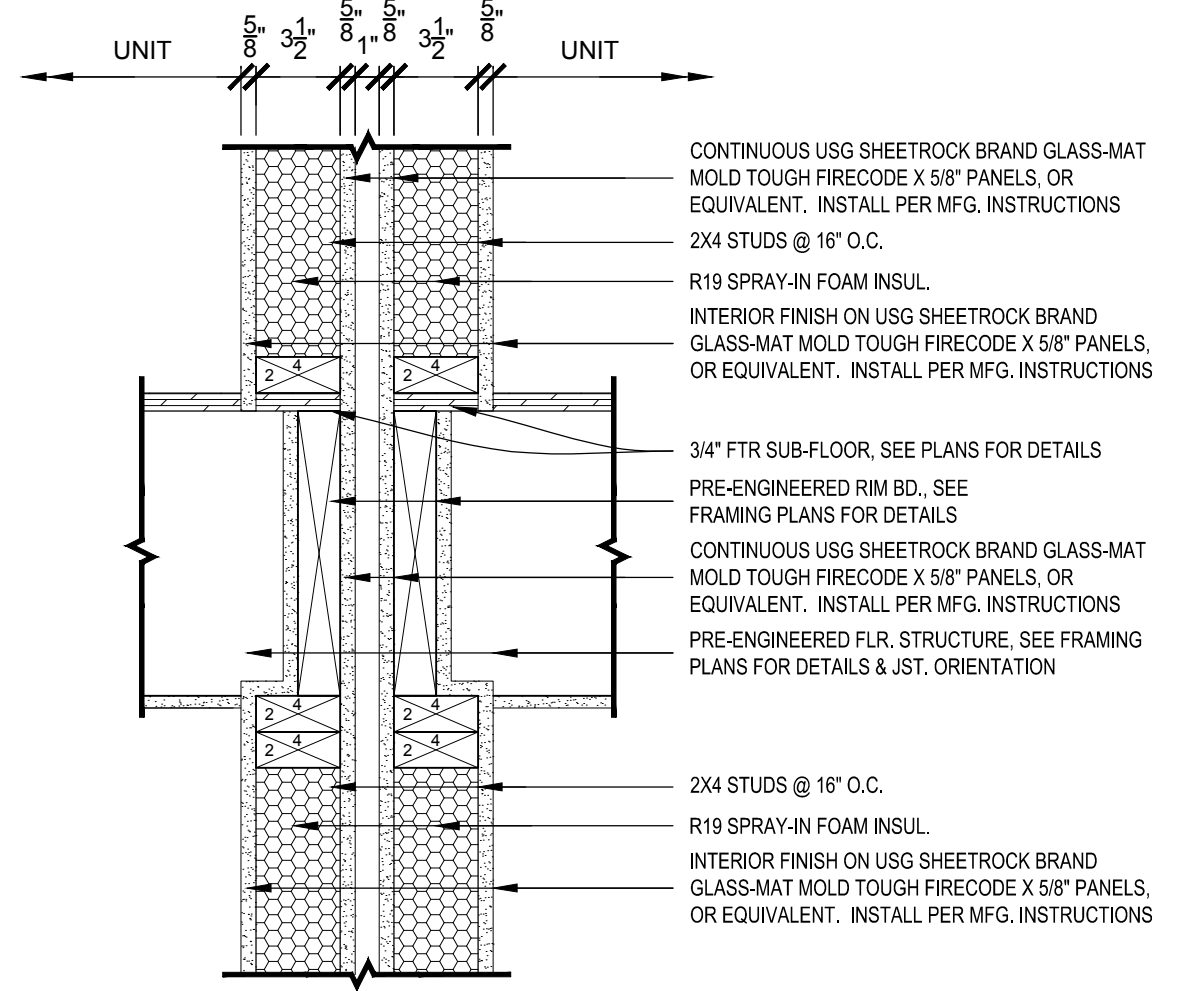 UNIT
5/8"
3 1/2"
5/8"
1"
5/8"
3 1/2"
5/8"
UNIT
CONTINUOUS USG SHEETROCK BRAND GLASS-MAT
MOLD TOUGH FIRECODE X 5/8" PANELS, OR
EQUIVALENT. INSTALL PER MFG. INSTRUCTIONS
2X4 STUDS @ 16" O.C.
R19 SPRAY-IN FOAM INSUL.
INTERIOR FINISH ON USG SHEETROCK BRAND
GLASS-MAT MOLD TOUGH FIRECODE X 5/8" PANELS,
OR EQUIVALENT. INSTALL PER MFG. INSTRUCTIONS
2 4
2 4
3/4" FTR SUB-FLOOR, SEE PLANS FOR DETAILS
PRE-ENGINEERED RIM BD., SEE
FRAMING PLANS FOR DETAILS
CONTINUOUS USG SHEETROCK BRAND GLASS-MAT
MOLD TOUGH FIRECODE X 5/8" PANELS, OR
EQUIVALENT. INSTALL PER MFG. INSTRUCTIONS
PRE-ENGINEERED FLR. STRUCTURE, SEE FRAMING
PLANS FOR DETAILS & JST. ORIENTATION
2 4
2 4
2 4
2 4
2X4 STUDS @ 16" O.C.
R19 SPRAY-IN FOAM INSUL.
INTERIOR FINISH ON USG SHEETROCK BRAND
GLASS-MAT MOLD TOUGH FIRECODE X 5/8" PANELS,
OR EQUIVALENT. INSTALL PER MFG. INSTRUCTIONS